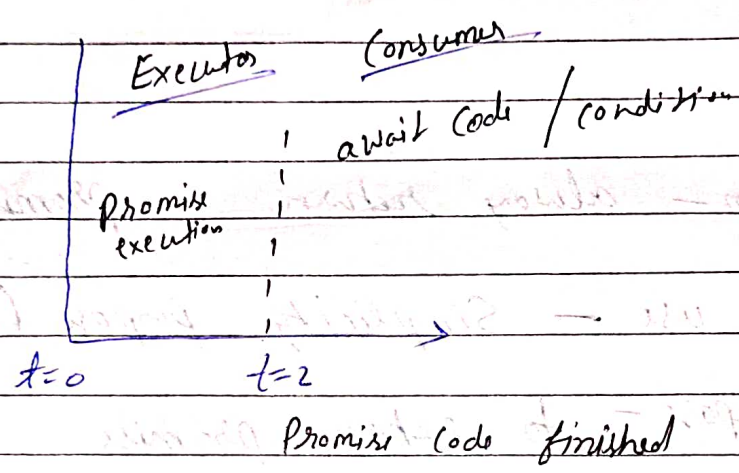 Executor Consumer
await Code / Condition
Promise
execution
t=0 t=2
Promise Code finished